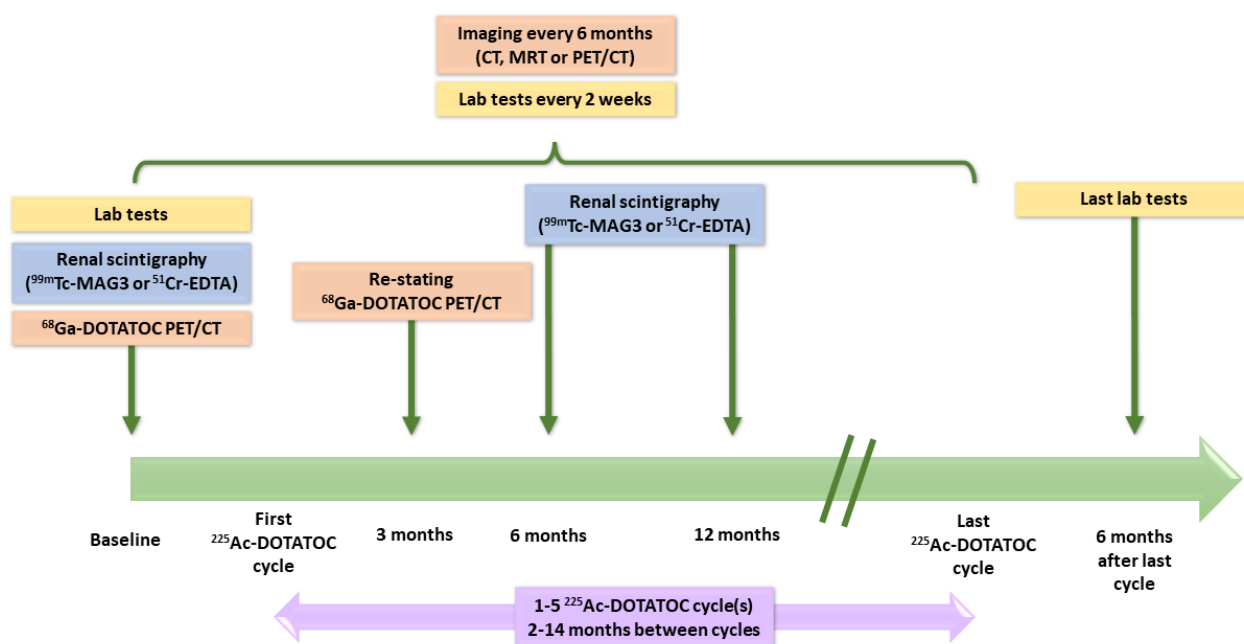 Imaging every 6 months
(CT, MRT or PET/CT)
Lab tests every 2 weeks
Lab tests
Renal scintigraphy
(⁹⁹ᵐTc-MAG3 or ⁵¹Cr-EDTA)
⁶⁸Ga-DOTATOC PET/CT
Re-stating
⁶⁸Ga-DOTATOC PET/CT
Renal scintigraphy
(⁹⁹ᵐTc-MAG3 or ⁵¹Cr-EDTA)
Last lab tests
Baseline
First
²²⁵Ac-DOTATOC
cycle
3 months
6 months
12 months
Last
²²⁵Ac-DOTATOC
cycle
6 months
after last
cycle
1-5 ²²⁵Ac-DOTATOC cycle(s)
2-14 months between cycles